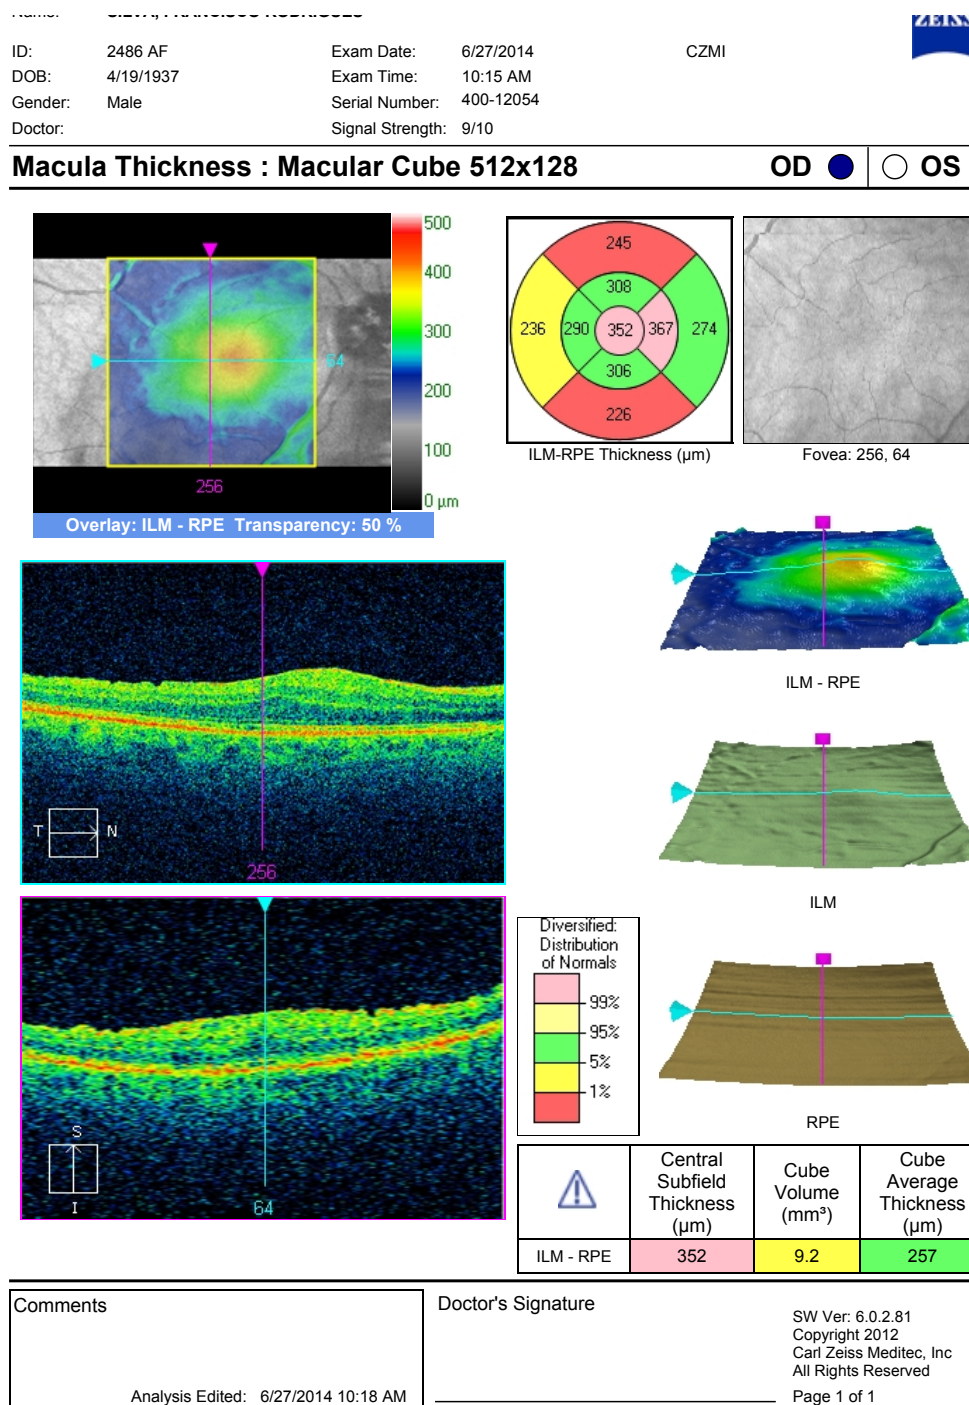 Name: SILVA, FRANCISCO RODRIGUES
ZEISS
ID: 2486 AF Exam Date: 6/27/2014 CZMI
DOB: 4/19/1937 Exam Time: 10:15 AM
Gender: Male Serial Number: 400-12054
Doctor: Signal Strength: 9/10
Macula Thickness : Macular Cube 512x128 OD OS
500
400
300
200
100
0 µm
64
256
Overlay: ILM - RPE Transparency: 50 %
245
308
236 290 352 367 274
306
226
ILM-RPE Thickness (µm)
Fovea: 256, 64
ILM - RPE
T N
256
ILM
S
I
64
Diversified:
Distribution
of Normals
99%
95%
5%
1%
RPE
Central Subfield Thickness (µm)
Cube Volume (mm³)
Cube Average Thickness (µm)
ILM - RPE 352 9.2 257
Comments
Analysis Edited: 6/27/2014 10:18 AM
Doctor's Signature
SW Ver: 6.0.2.81
Copyright 2012
Carl Zeiss Meditec, Inc
All Rights Reserved
Page 1 of 1